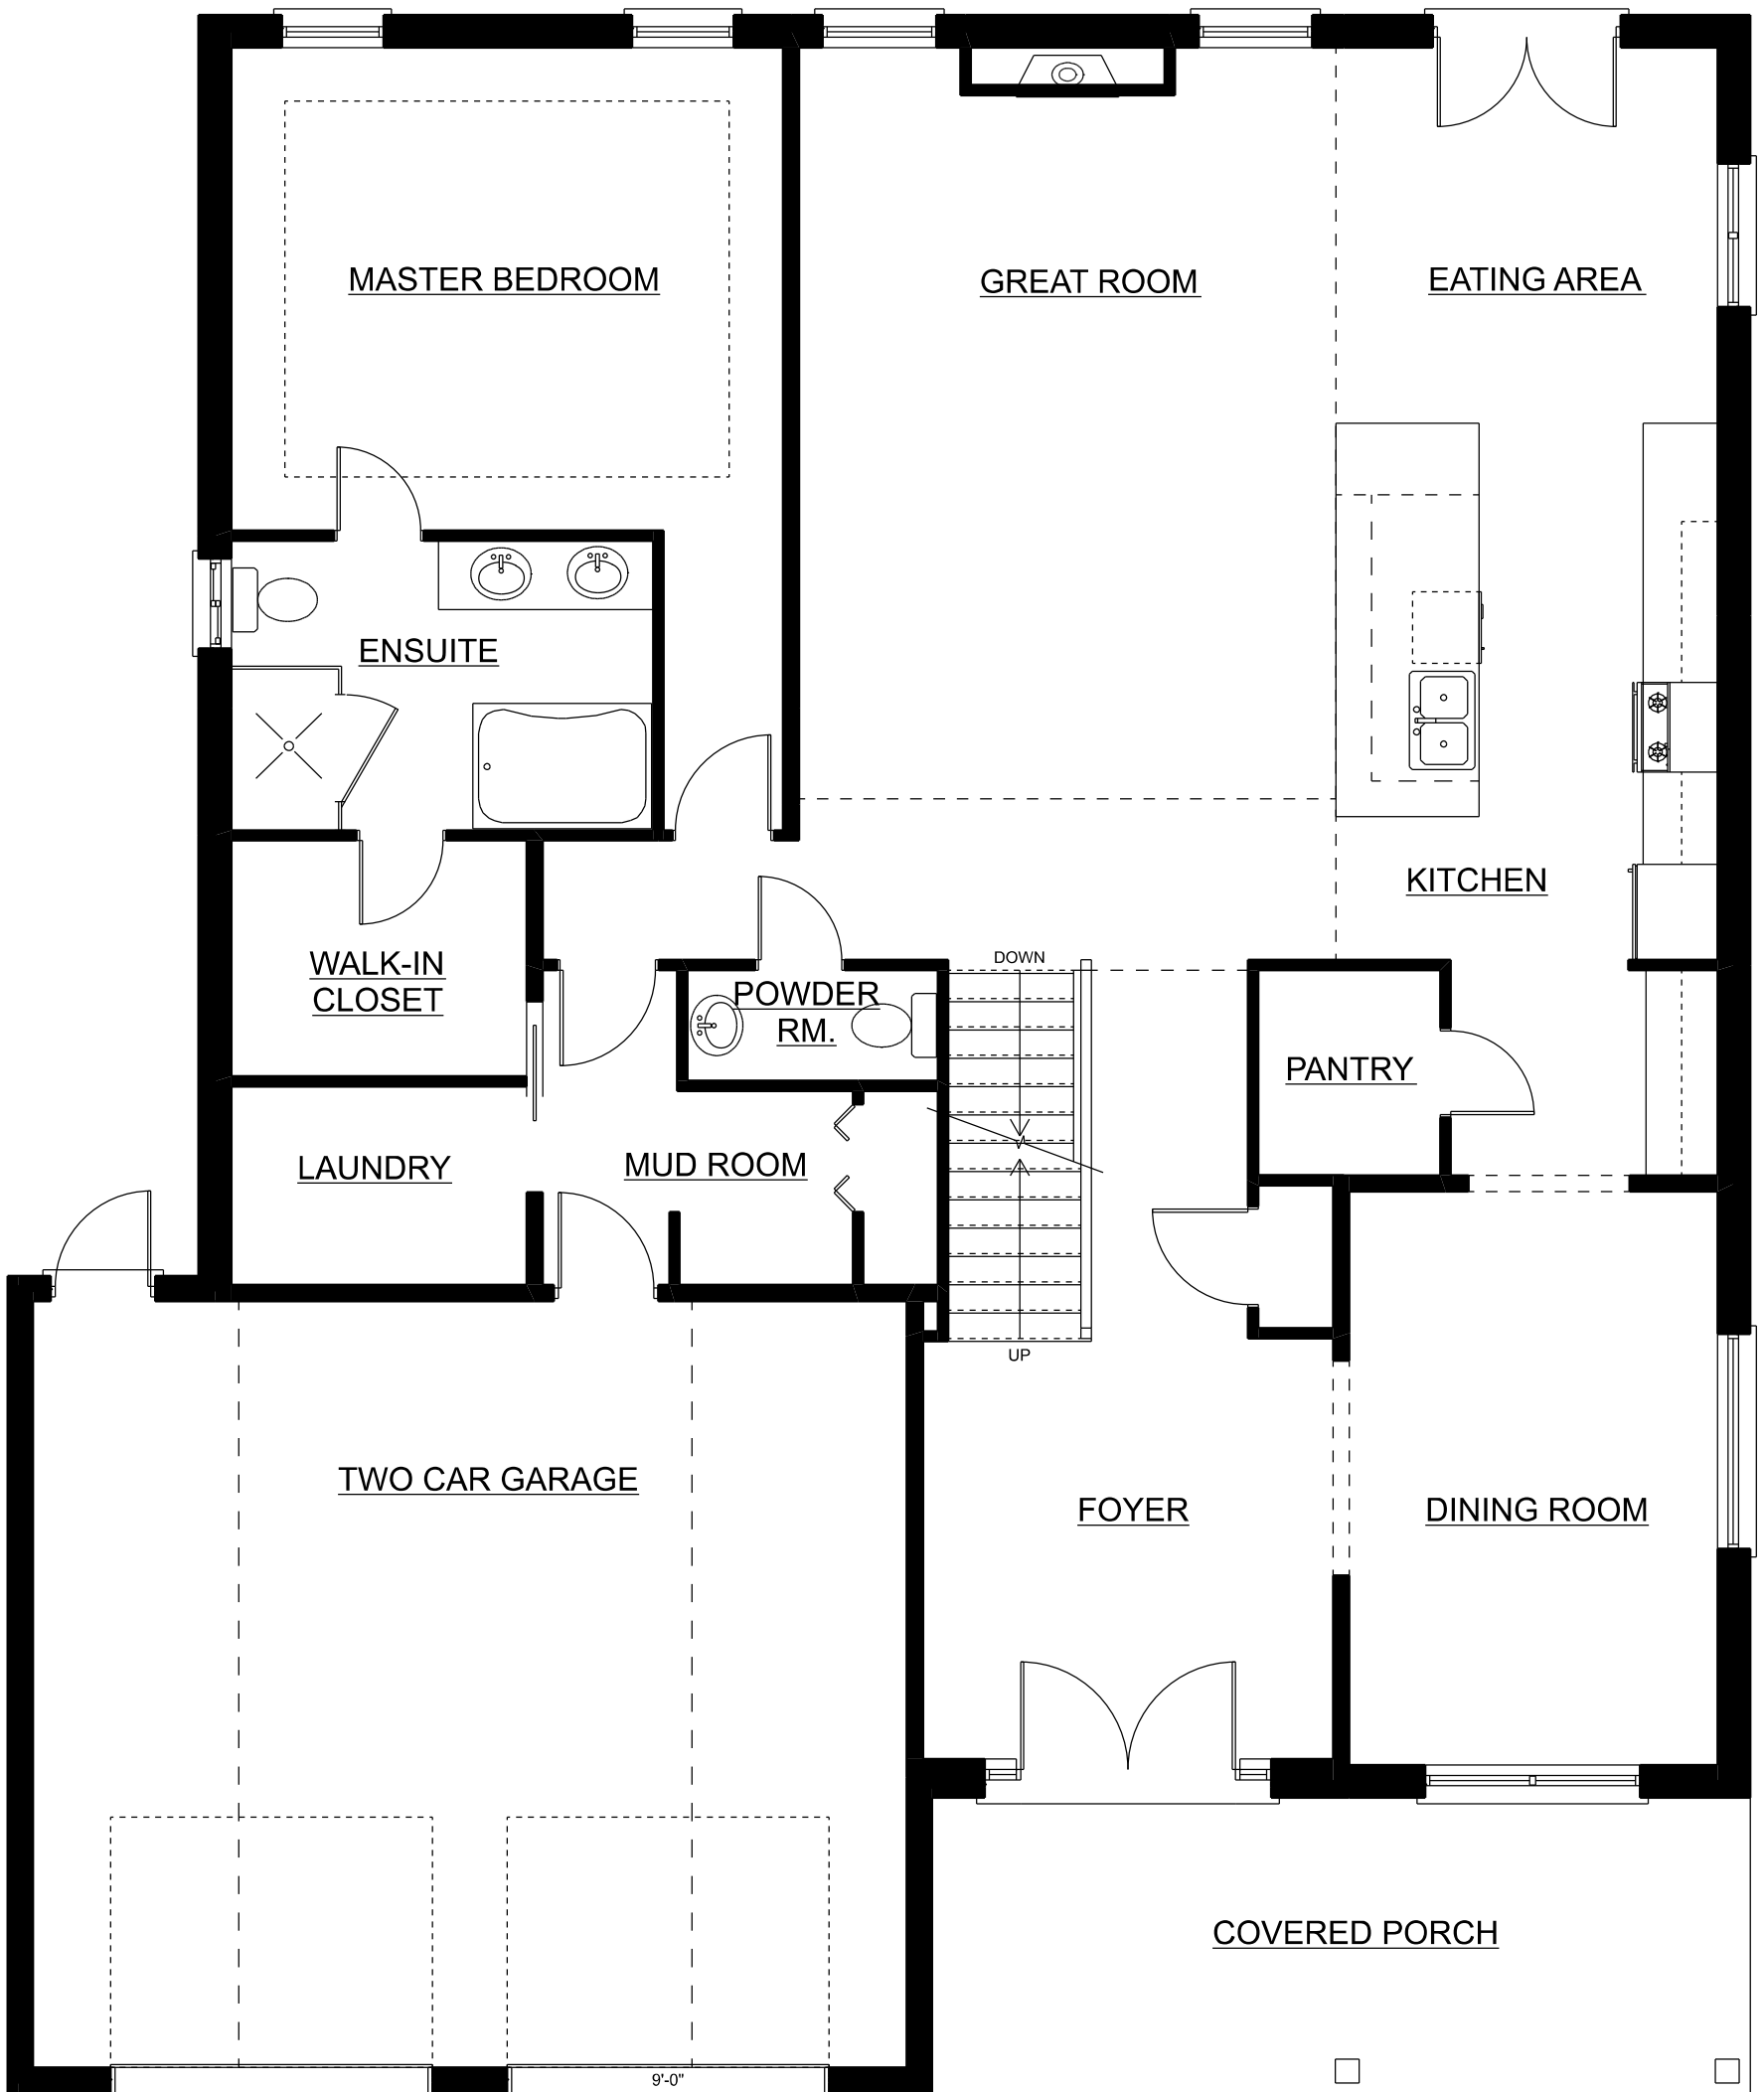 MASTER BEDROOM
GREAT ROOM
EATING AREA
ENSUITE
KITCHEN
WALK-IN
CLOSET
DOWN
POWDER
RM.
PANTRY
LAUNDRY
MUD ROOM
UP
TWO CAR GARAGE
FOYER
DINING ROOM
COVERED PORCH
9'-0"